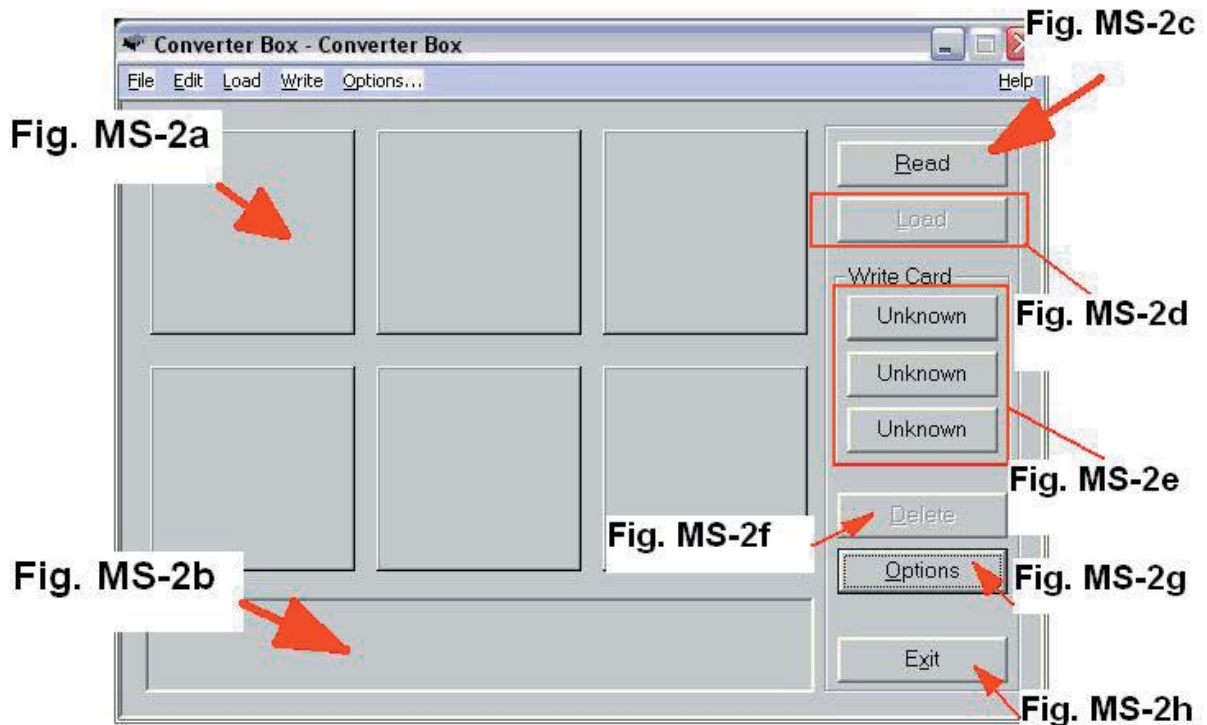 Fig. MS-2c
Converter Box - Converter Box
File Edit Load Write Options... Help
Fig. MS-2a
Read
Load
Write Card
Unknown
Fig. MS-2d
Unknown
Unknown
Fig. MS-2e
Delete
Fig. MS-2f
Options
Fig. MS-2g
Fig. MS-2b
Exit
Fig. MS-2h